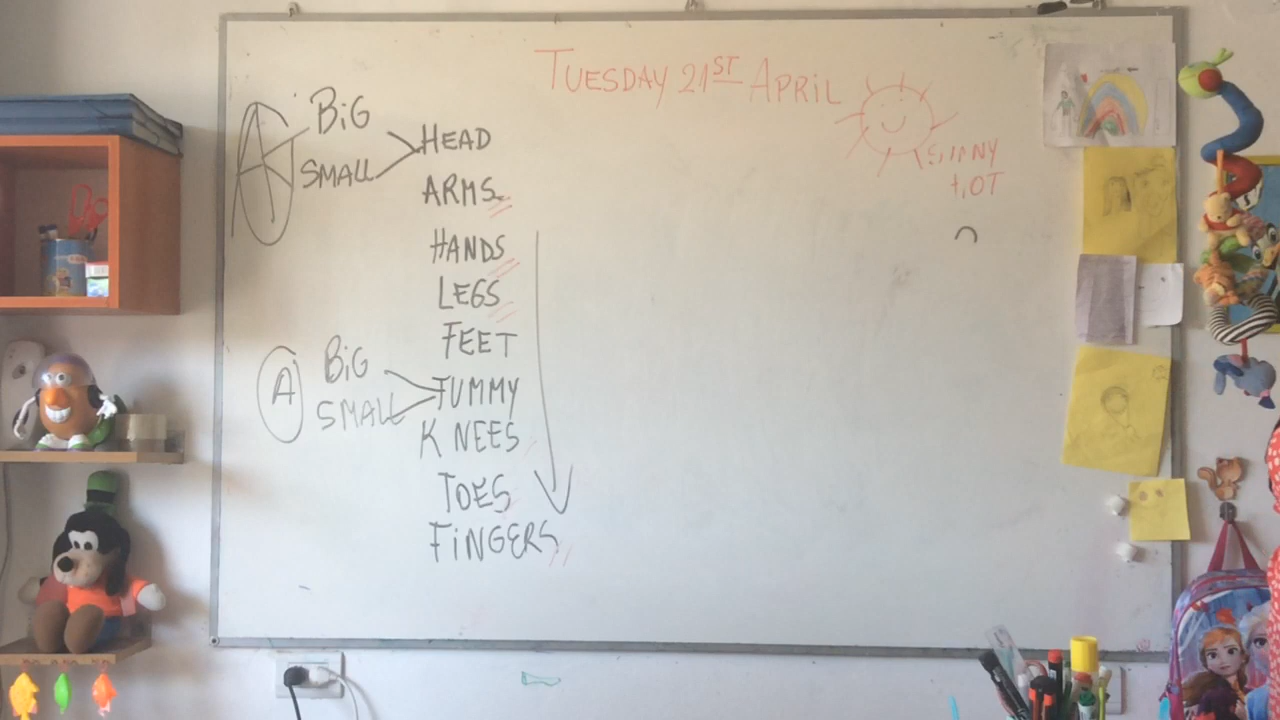 TUESDAY 21ST APRIL
SUNNY
HOT
A BIG
SMALL
HEAD
ARMS
HANDS
LEGS
FEET
A BIG
SMALL
TUMMY
KNEES
TOES
FINGERS